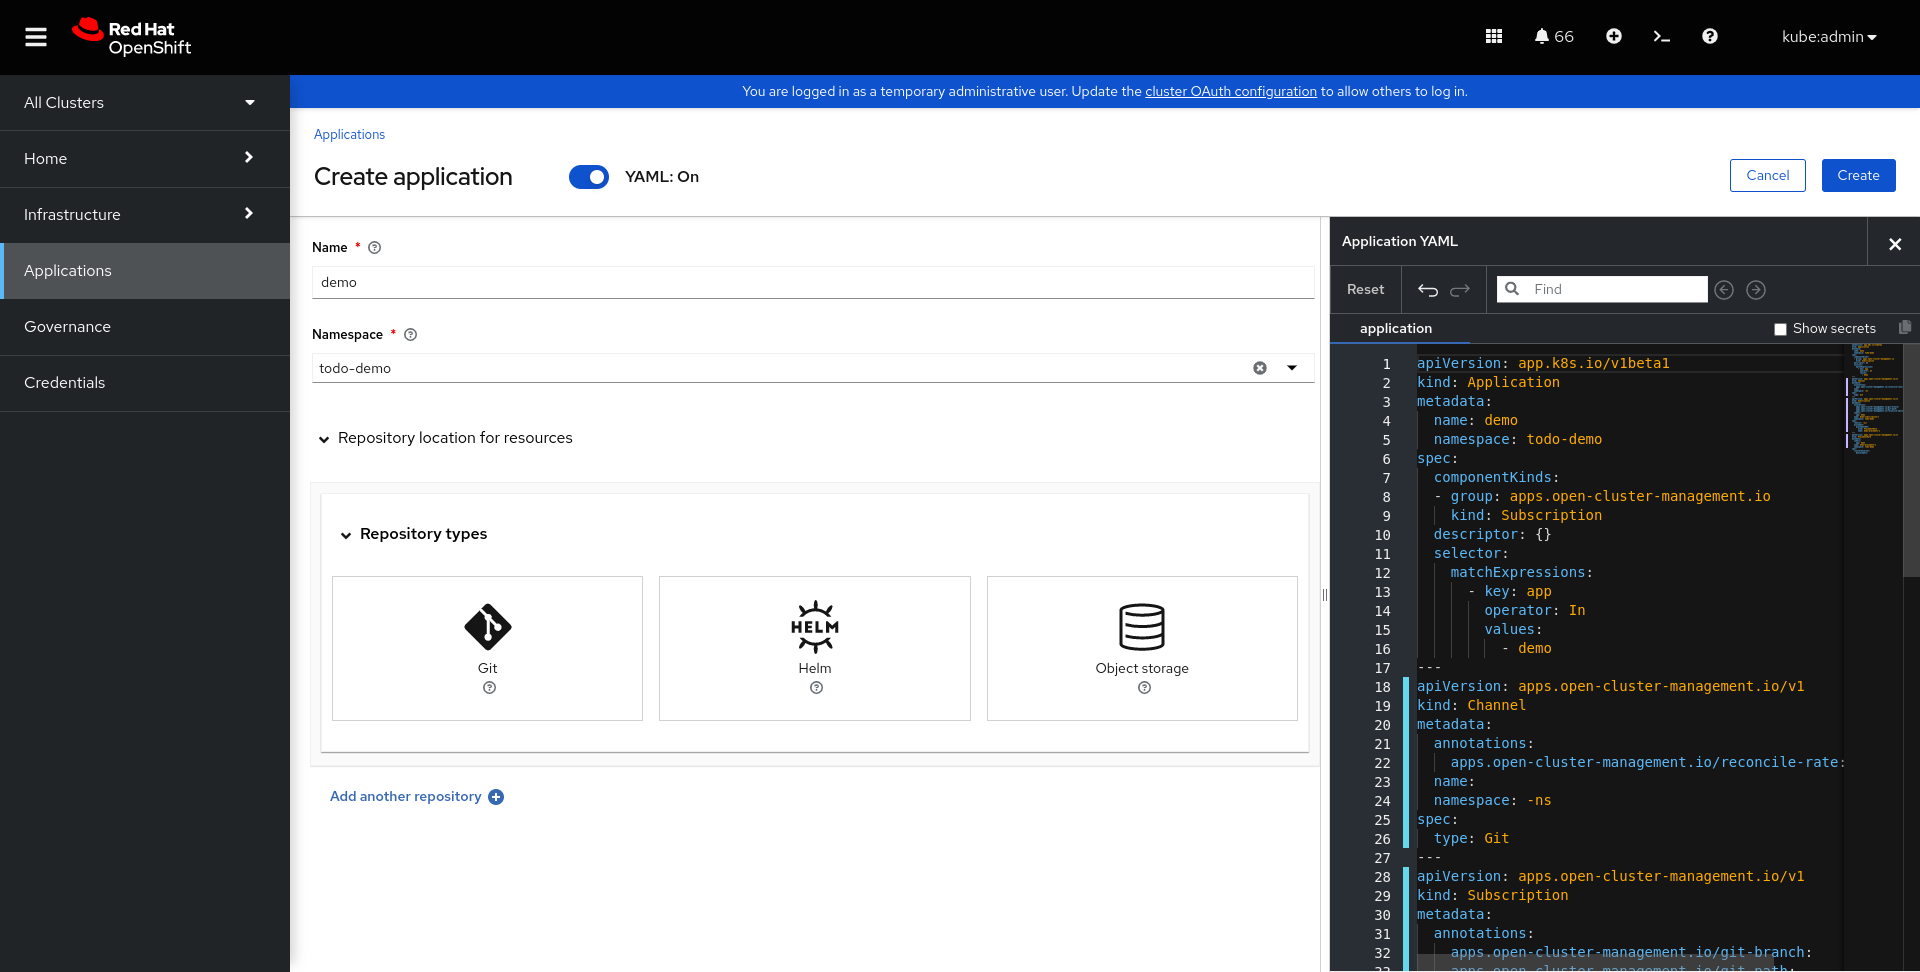 Red Hat
OpenShift
66
kube:admin
All Clusters
Home
Infrastructure
Applications
Governance
Credentials
You are logged in as a temporary administrative user. Update the cluster OAuth configuration to allow others to log in.
Applications
Create application
YAML: On
Cancel
Create
Name *
demo
Namespace *
todo-demo
Repository location for resources
Repository types
Git
HELM
Helm
Object storage
Add another repository
Application YAML
Reset
Find
application
Show secrets
1 apiVersion: app.k8s.io/v1beta1
2 kind: Application
3 metadata:
4   name: demo
5   namespace: todo-demo
6 spec:
7   componentKinds:
8   - group: apps.open-cluster-management.io
9     kind: Subscription
10   descriptor: {}
11   selector:
12     matchExpressions:
13       - key: app
14         operator: In
15         values:
16           - demo
17 ---
18 apiVersion: apps.open-cluster-management.io/v1
19 kind: Channel
20 metadata:
21   annotations:
22     apps.open-cluster-management.io/reconcile-rate:
23   name:
24   namespace: -ns
25 spec:
26   type: Git
27 ---
28 apiVersion: apps.open-cluster-management.io/v1
29 kind: Subscription
30 metadata:
31   annotations:
32     apps.open-cluster-management.io/git-branch:
33     apps.open-cluster-management.io/git-path: